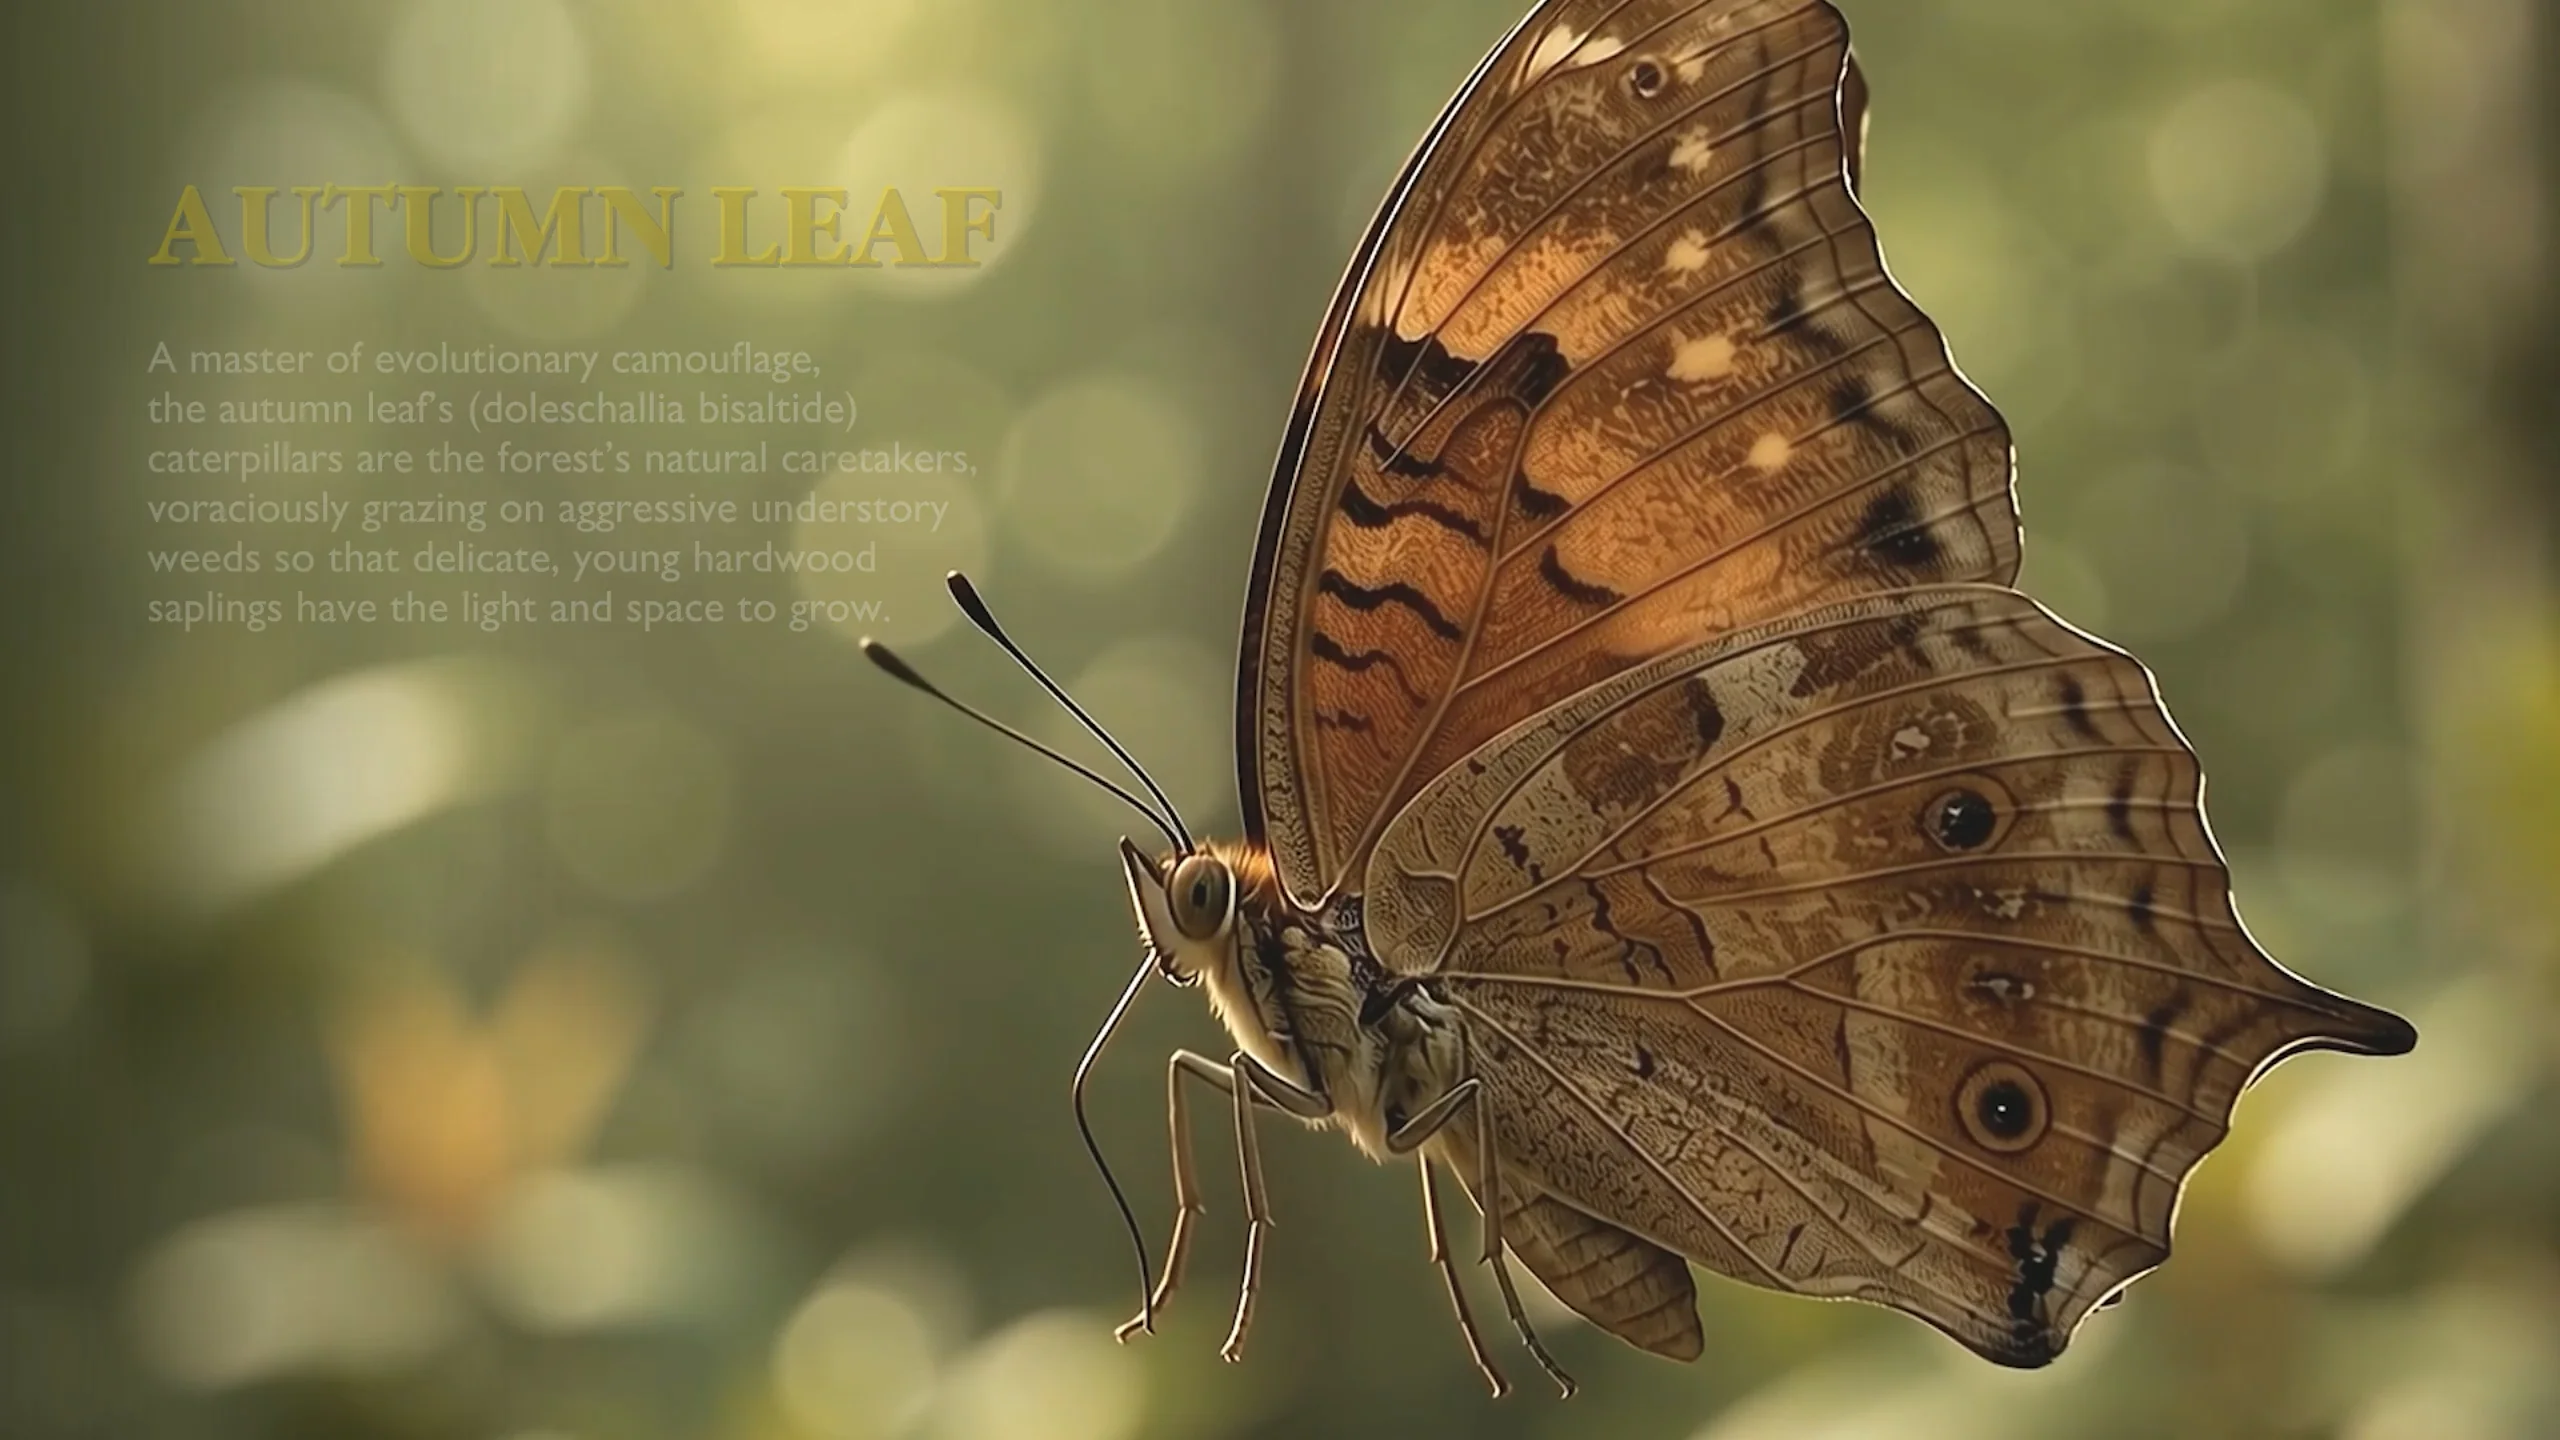 AUTUMN LEAF
A master of evolutionary camouflage,
the autumn leaf’s (doleschallia bisaltide)
caterpillars are the forest’s natural caretakers,
voraciously grazing on aggressive understory
weeds so that delicate, young hardwood
saplings have the light and space to grow.